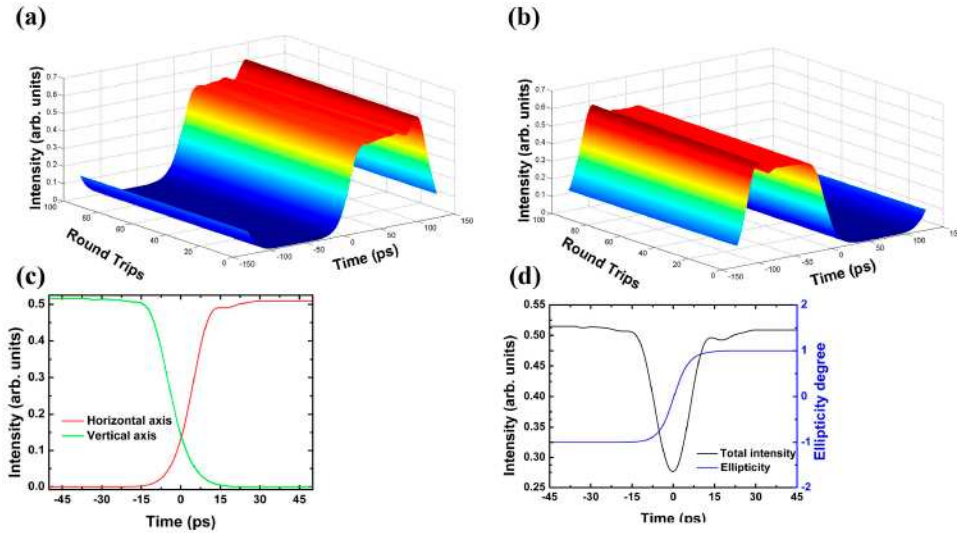 (a)
Intensity (arb. units)
0.7
0.6
0.5
0.4
0.3
0.2
0.1
0
100
80
60
40
20
0
Round Trips
-150
-100
-50
0
50
100
150
Time (ps)
(b)
Intensity (arb. units)
0.7
0.6
0.5
0.4
0.3
0.2
0.1
0
100
80
60
40
20
0
Round Trips
-150
-100
-50
0
50
100
Time (ps)
(c)
Intensity (arb. units)
0.5
0.3
0.2
0.1
0.0
Horizontal axis
Vertical axis
-45 -30 -15 0 15 30 45
Time (ps)
(d)
Intensity (arb. units)
0.55
0.50
0.45
0.40
0.35
0.30
0.25
Total intensity
Ellipticity
2
1
0
-1
-2
Ellipticity degree
-45 -30 -15 0 15 30 45
Time (ps)